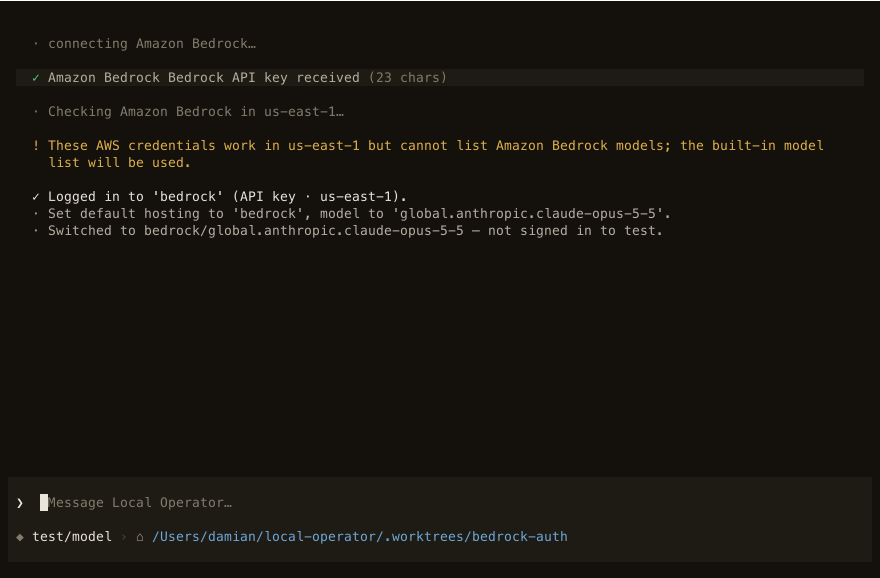 · connecting Amazon Bedrock…
✓ Amazon Bedrock Bedrock API key received (23 chars)
· Checking Amazon Bedrock in us-east-1…
! These AWS credentials work in us-east-1 but cannot list Amazon Bedrock models; the built-in model
list will be used.
✓ Logged in to 'bedrock' (API key · us-east-1).
· Set default hosting to 'bedrock', model to 'global.anthropic.claude-opus-5-5'.
· Switched to bedrock/global.anthropic.claude-opus-5-5 — not signed in to test.
❯ Message Local Operator…
◆ test/model › ⌂ /Users/damian/local-operator/.worktrees/bedrock-auth